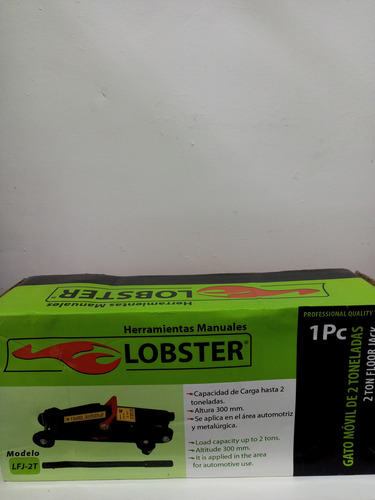 Herramientas Manuales
LOBSTER®
Herramientas Manuales
LOBSTER®
Capacidad de Carga hasta 2
toneladas.
Altura 300 mm.
Se aplica en el área automotriz
y metalúrgica.
Load capacity up to 2 tons.
Altitude 300 mm.
It is applied in the area
for automotive use.
Modelo
LFJ-2T
PROFESSIONAL QUALITY
1Pc
GATO MÓVIL DE 2 TONELADAS
2 TON FLOOR JACK